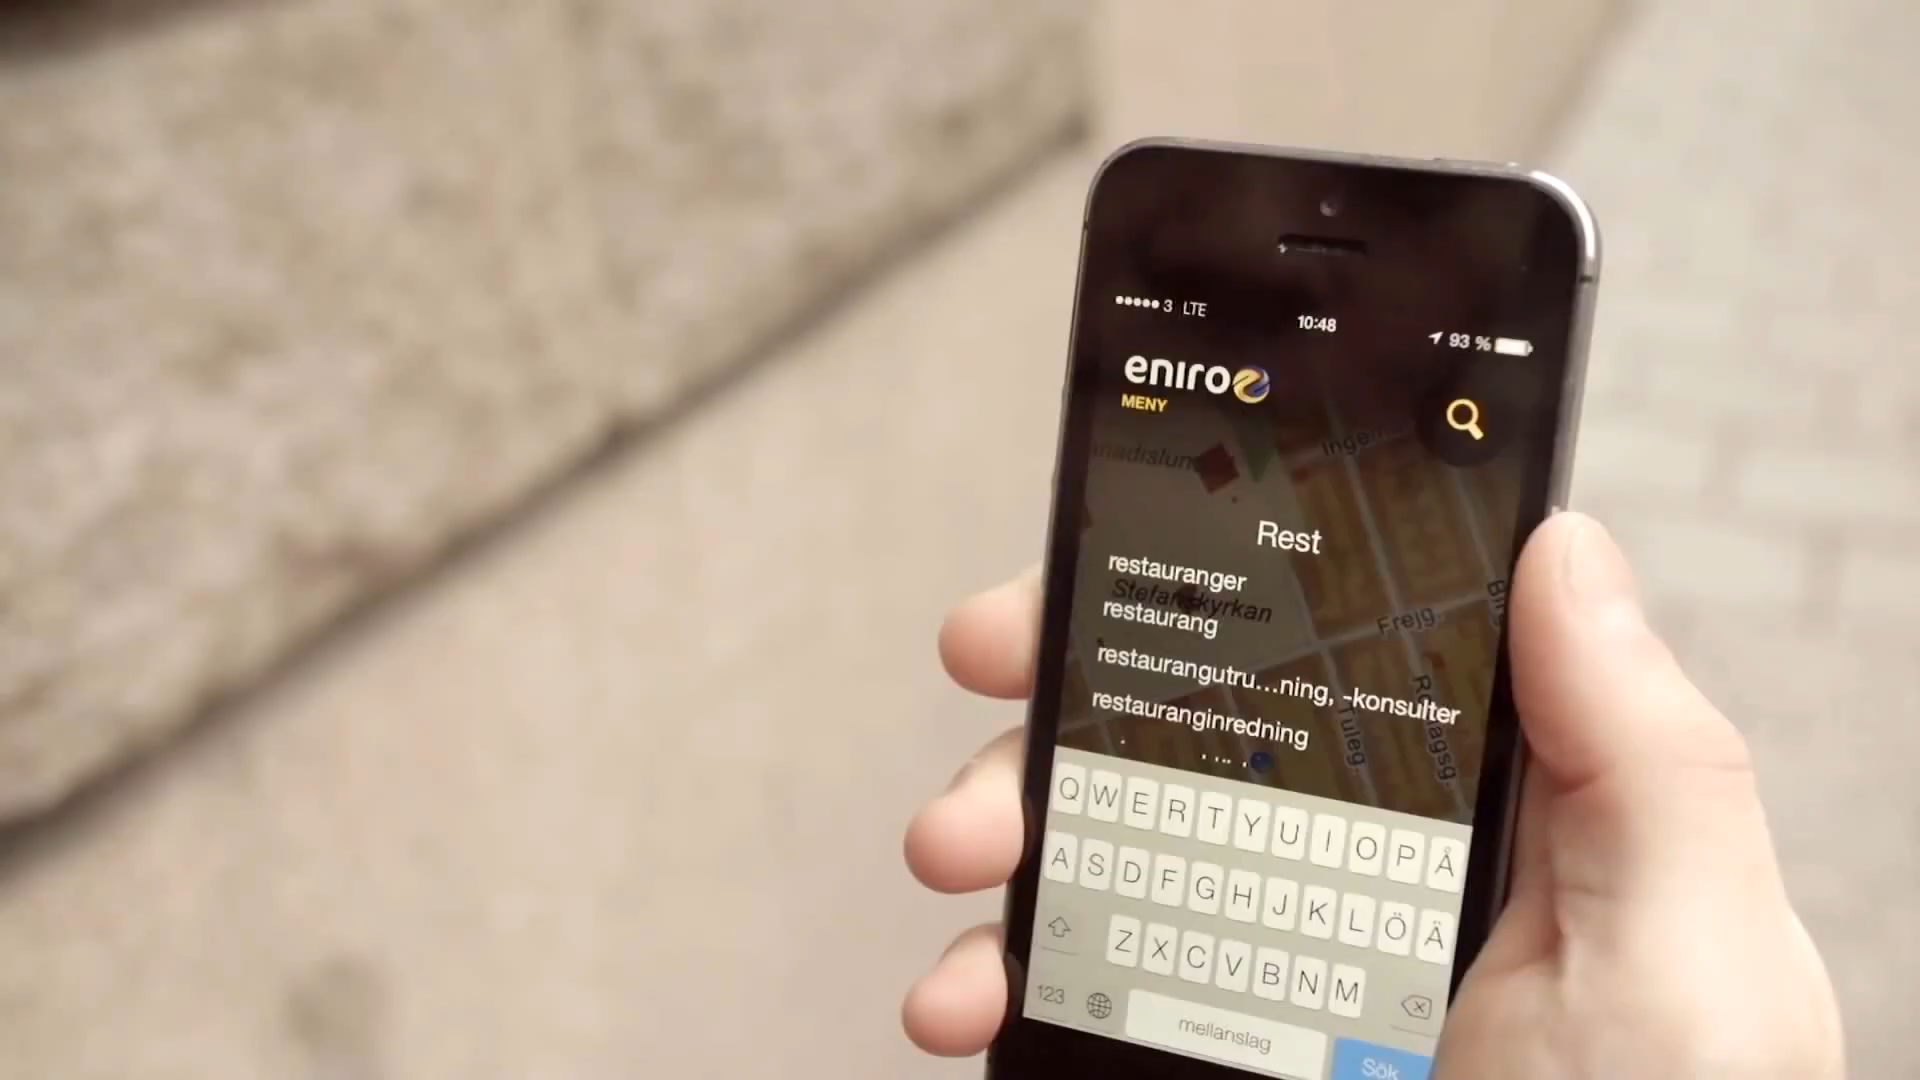 3 LTE
10:48
93 %
eniro
MENY
Rest
restauranger
Stefanskyrkan
restaurang
Frejg.
restaurangutru...ning, -konsulter
restauranginredning
Tuleg.
Q W E R T Y U I O P Å
A S D F G H J K L Ö Ä
Z X C V B N M
123
mellanslag
Sök